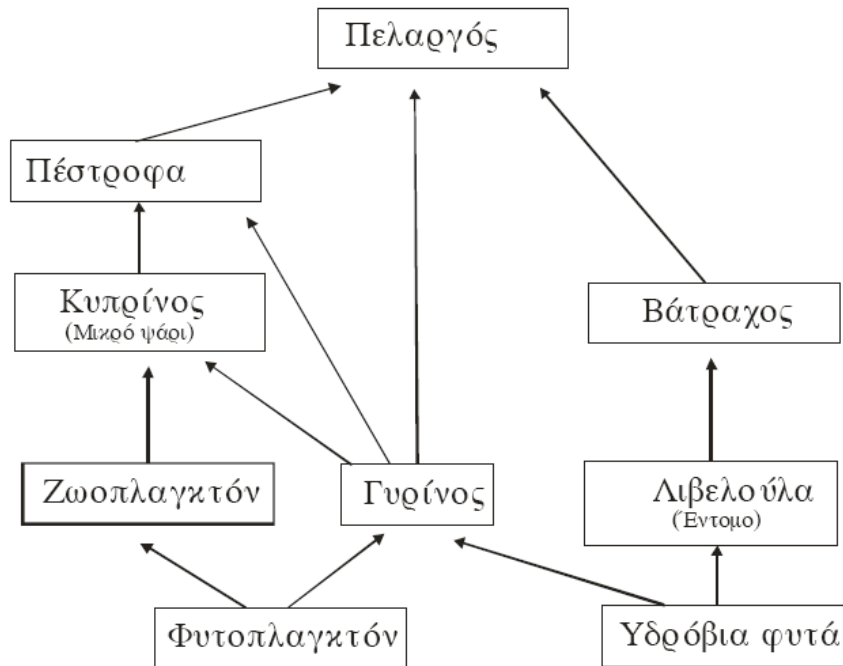 Πελαργός
Πέστροφα
Κυπρίνος
(Μικρό ψάρι)
Βάτραχος
Ζωοπλαγκτόν
Γυρίνος
Λιβελούλα
(Έντομο)
Φυτοπλαγκτόν
Υδρόβια φυτά